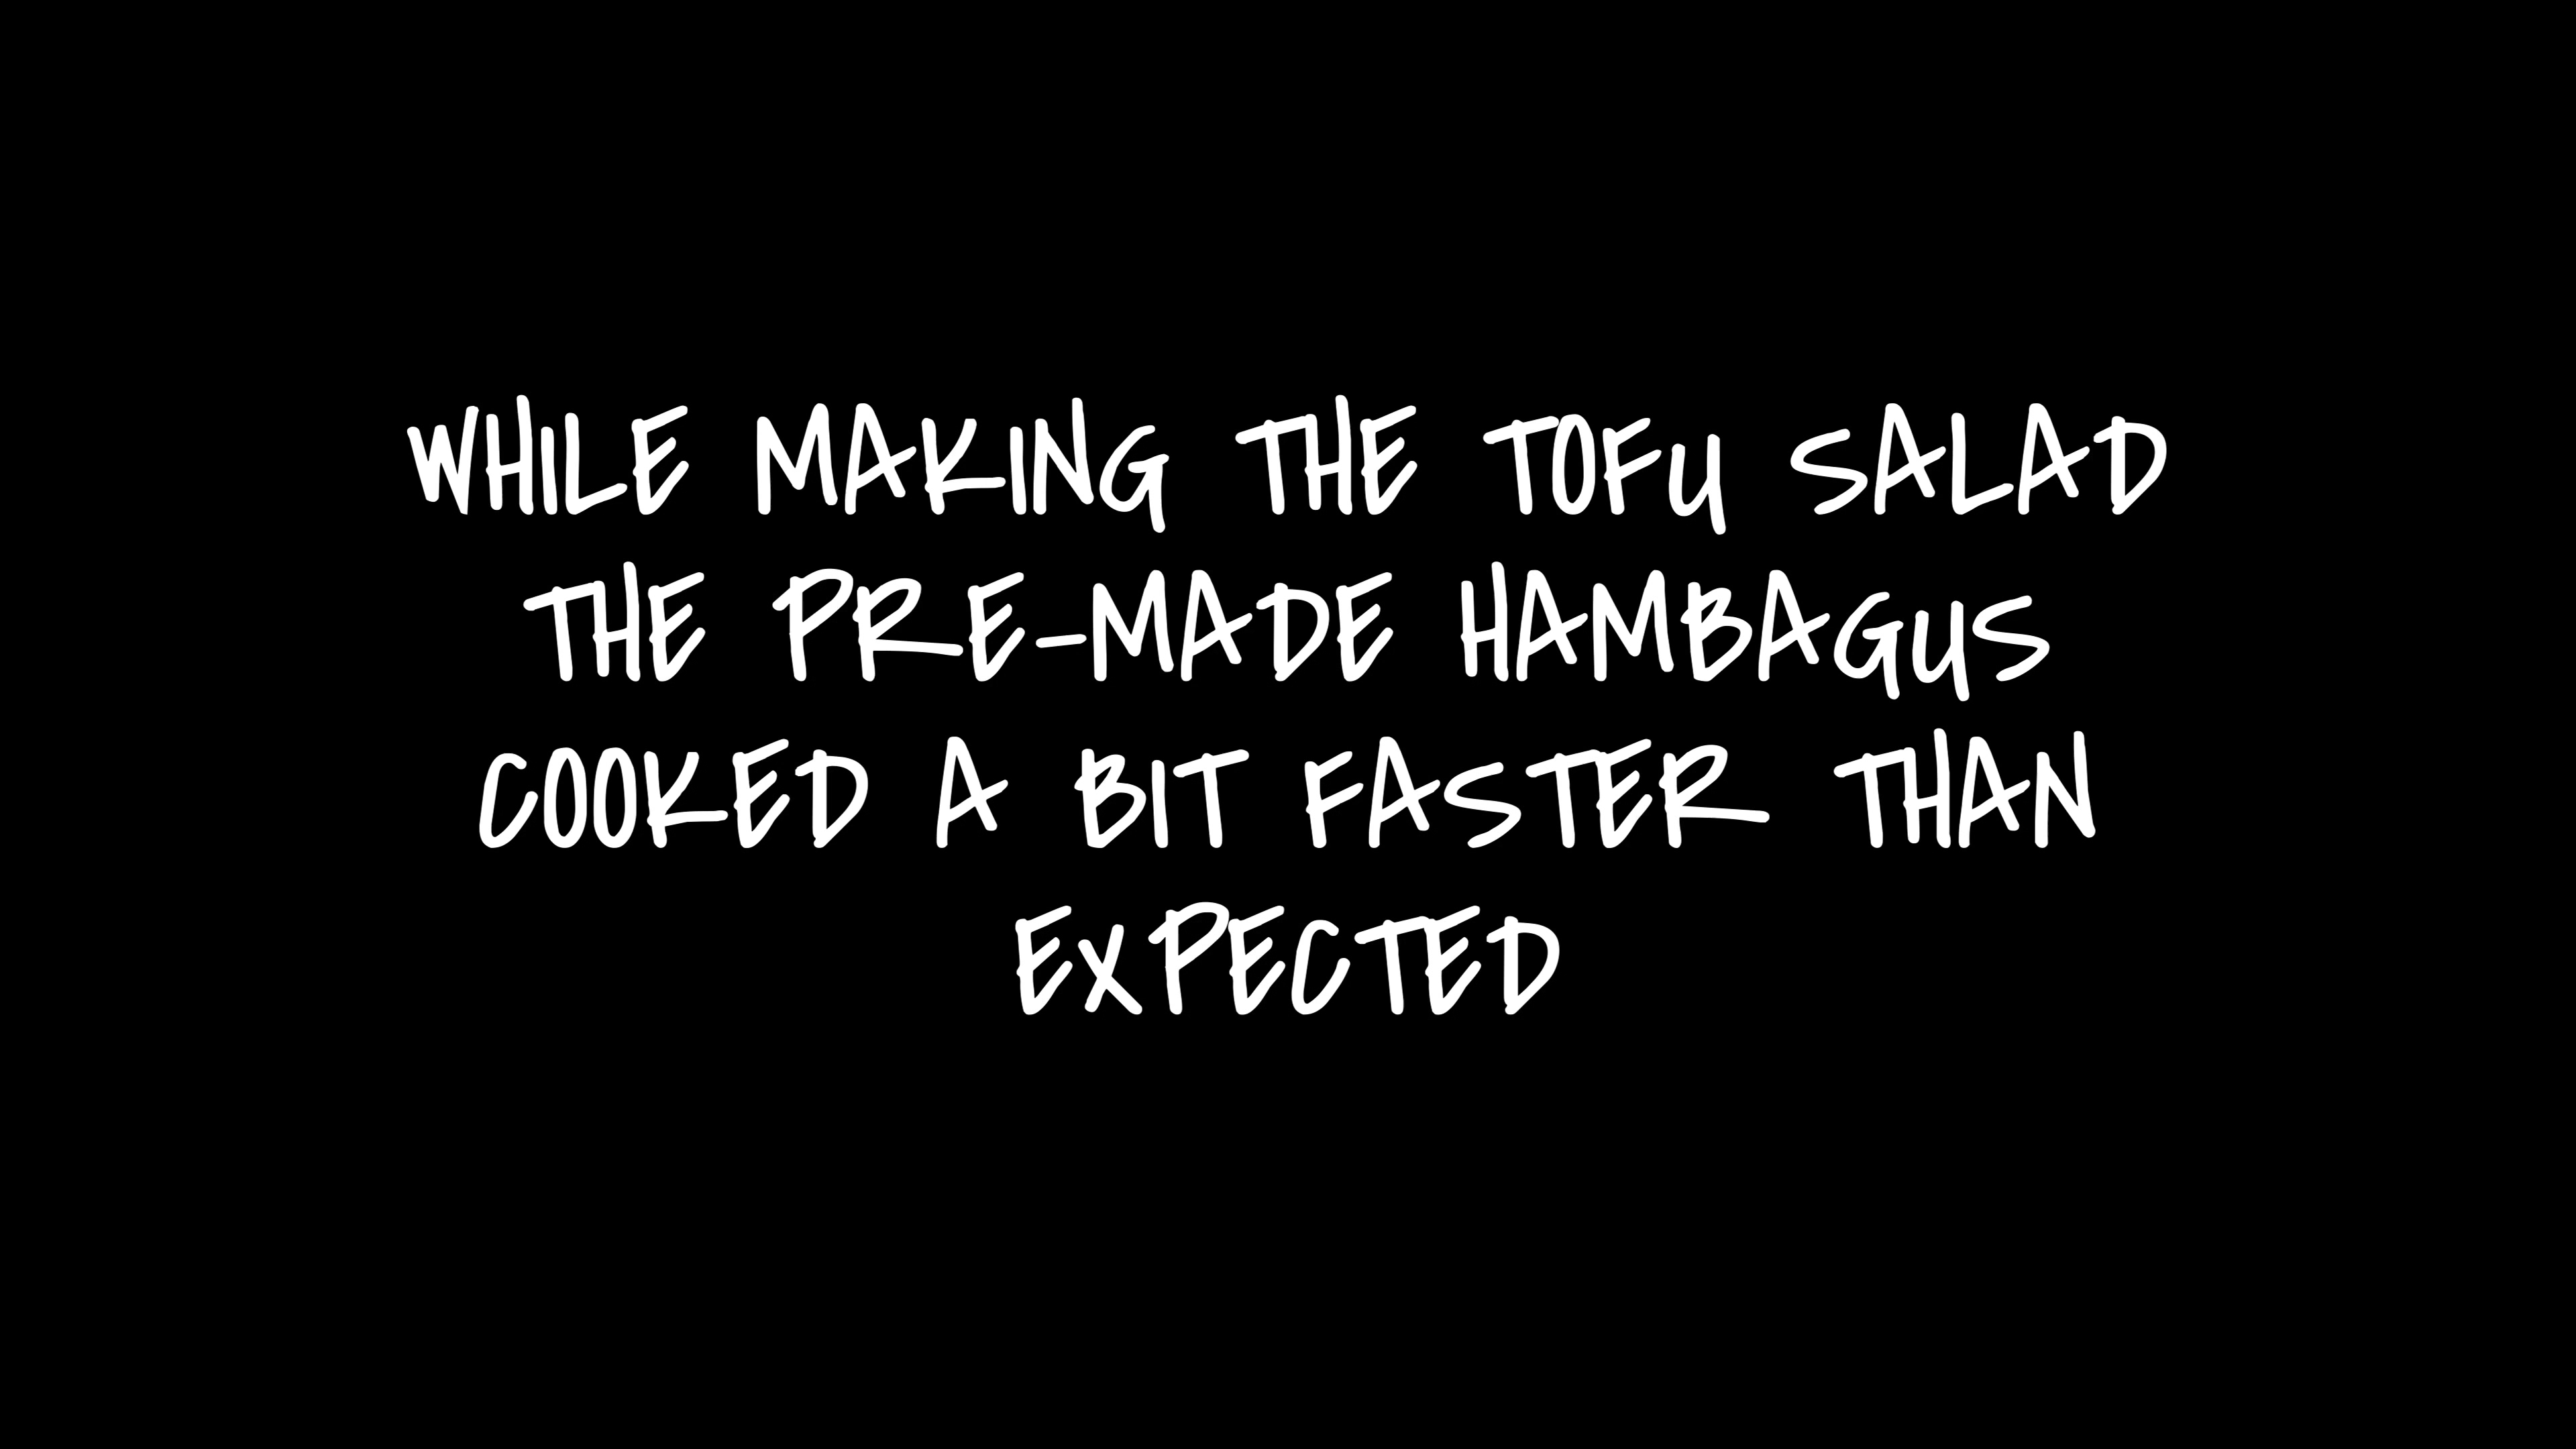 WHILE MAKING THE TOFU SALAD
THE PRE-MADE HAMBAGUS
COOKED A BIT FASTER THAN
EXPECTED